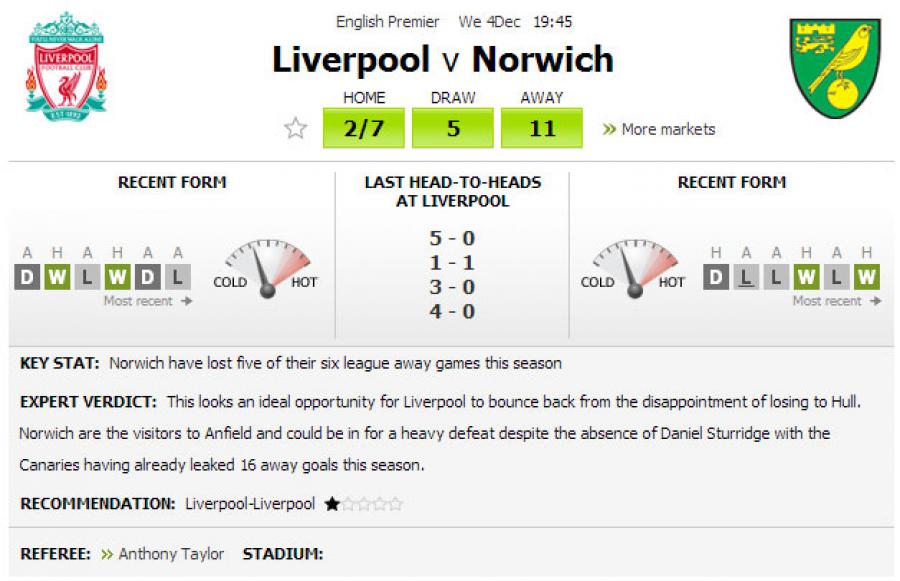 English Premier We 4Dec 19:45
YOU'LL NEVER WALK ALONE
LIVERPOOL
FOOTBALL CLUB
EST·1892
Liverpool v Norwich
HOME DRAW AWAY
2/7 5 11 » More markets
RECENT FORM
LAST HEAD-TO-HEADS
AT LIVERPOOL
RECENT FORM
A H A H A A
D W L W D L
Most recent →
COLD HOT
5 - 0
1 - 1
3 - 0
4 - 0
COLD HOT
H A A H A H
D L L W L W
Most recent →
KEY STAT: Norwich have lost five of their six league away games this season
EXPERT VERDICT: This looks an ideal opportunity for Liverpool to bounce back from the disappointment of losing to Hull.
Norwich are the visitors to Anfield and could be in for a heavy defeat despite the absence of Daniel Sturridge with the
Canaries having already leaked 16 away goals this season.
RECOMMENDATION: Liverpool-Liverpool
REFEREE: » Anthony Taylor STADIUM: